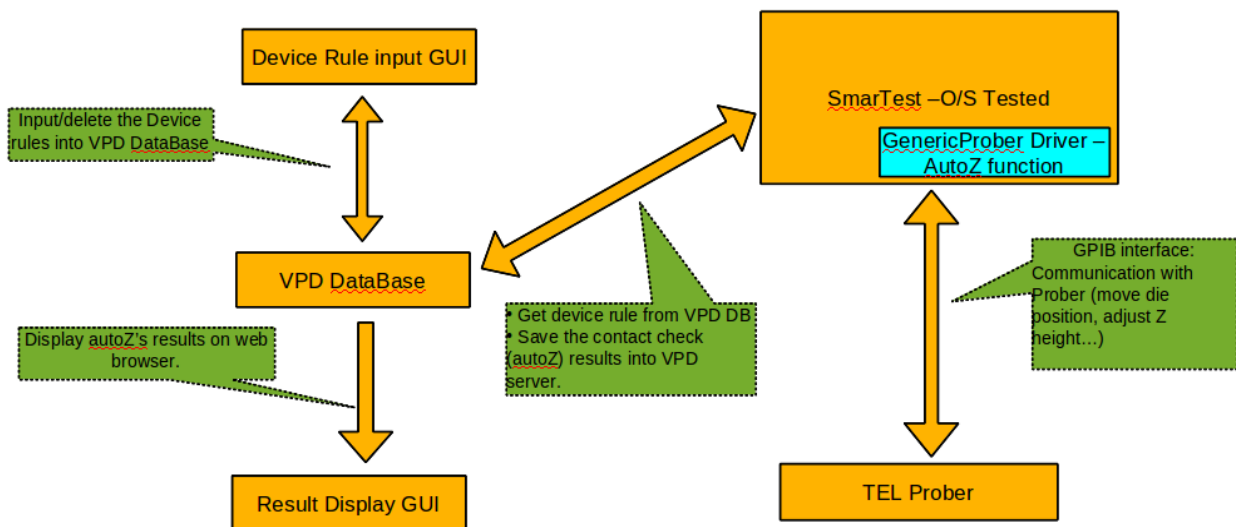 Device Rule input GUI
SmarTest –O/S Tested
GenericProber Driver –
AutoZ function
Input/delete the Device
rules into VPD DataBase
VPD DataBase
GPIB interface:
Communication with
Prober (move die
position, adjust Z
height…)
• Get device rule from VPD DB
• Save the contact check
(autoZ) results into VPD
server.
Display autoZ's results on web
browser.
Result Display GUI
TEL Prober